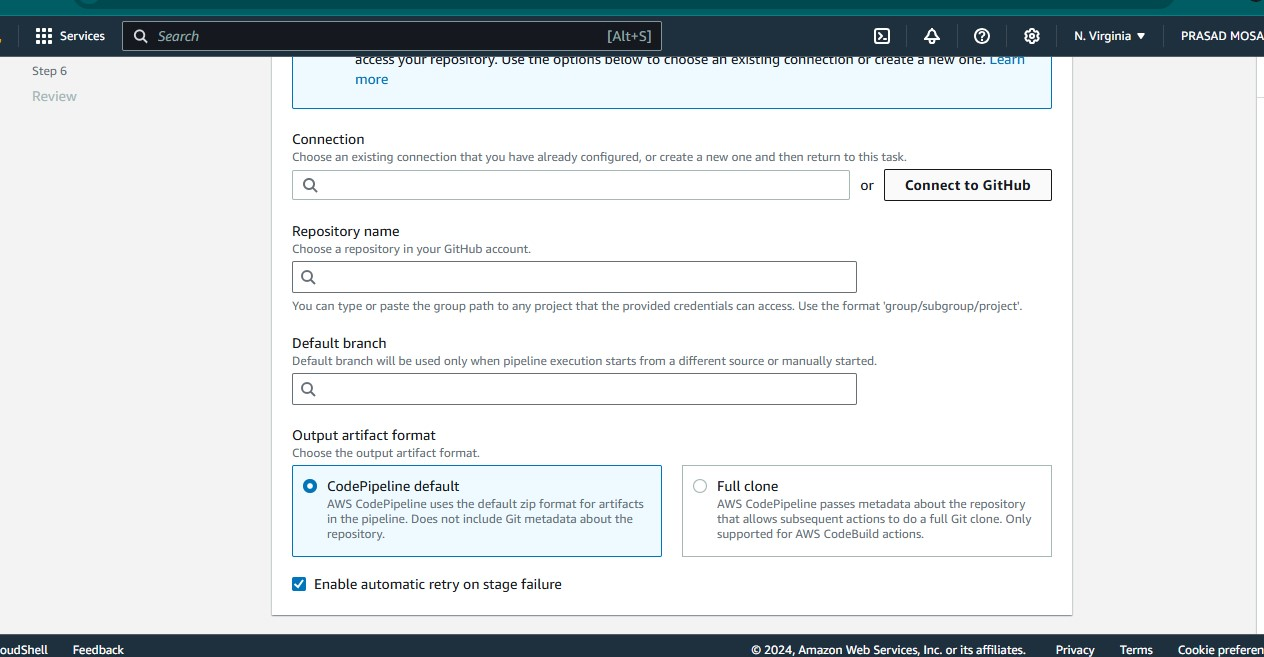 Services
Search
[Alt+S]
N. Virginia
PRASAD MOSA
Step 6
Review
access your repository. Use the options below to choose an existing connection or create a new one. Learn
more
Connection
Choose an existing connection that you have already configured, or create a new one and then return to this task.
or
Connect to GitHub
Repository name
Choose a repository in your GitHub account.
You can type or paste the group path to any project that the provided credentials can access. Use the format 'group/subgroup/project'.
Default branch
Default branch will be used only when pipeline execution starts from a different source or manually started.
Output artifact format
Choose the output artifact format.
CodePipeline default
AWS CodePipeline uses the default zip format for artifacts
in the pipeline. Does not include Git metadata about the
repository.
Full clone
AWS CodePipeline passes metadata about the repository
that allows subsequent actions to do a full Git clone. Only
supported for AWS CodeBuild actions.
Enable automatic retry on stage failure
oudShell
Feedback
© 2024, Amazon Web Services, Inc. or its affiliates.
Privacy
Terms
Cookie preferen